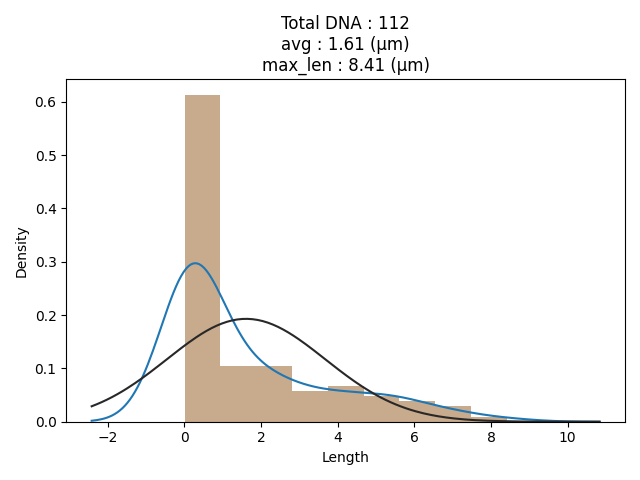 Total DNA : 112
avg : 1.61 (μm)
max_len : 8.41 (μm)
0.6
0.5
0.4
0.3
0.2
0.1
0.0
Density
−2
0
2
4
6
8
10
Length